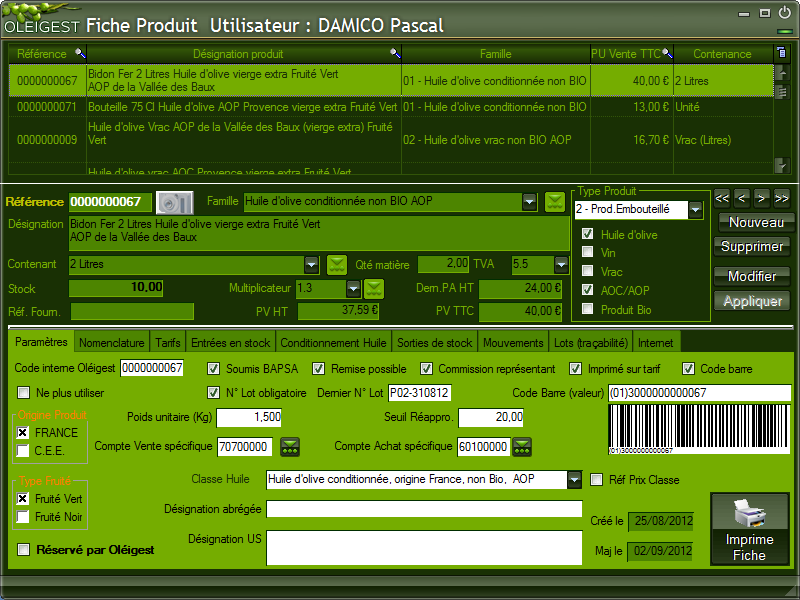 OLEIGEST Fiche Produit Utilisateur : DAMICO Pascal
Référence Désignation produit Famille PU Vente TTC Contenance
0000000067 Bidon Fer 2 Litres Huile d'olive vierge extra Fruité Vert
AOP de la Vallée des Baux 01 - Huile d'olive conditionnée non BIO 40,00 € 2 Litres
0000000071 Bouteille 75 Cl Huile d'olive AOP Provence vierge extra Fruité Vert 01 - Huile d'olive conditionnée non BIO 13,00 € Unité
0000000009 Huile d'olive Vrac AOP de la Vallée des Baux (vierge extra) Fruité
Vert 02 - Huile d'olive vrac non BIO AOP 16,70 € Vrac (Litres)
Huile d'olive vrac AOC Provence vierge extra Fruité Vert
Référence 0000000067 Famille Huile d'olive conditionnée non BIO AOP
Désignation Bidon Fer 2 Litres Huile d'olive vierge extra Fruité Vert
AOP de la Vallée des Baux
Contenant 2 Litres Qté matière 2,00 TVA 5.5
Stock 10,00 Multiplicateur 1.3 Dern.PA HT 24,00 €
Réf. Fourn. PV HT 37,59 € PV TTC 40,00 €
Type Produit
2 - Prod.Embouteillé
Huile d'olive
Vin
Vrac
AOC/AOP
Produit Bio
<< < > >>
Nouveau
Supprimer
Modifier
Appliquer
Paramètres Nomenclature Tarifs Entrées en stock Conditionnement Huile Sorties de stock Mouvements Lots (traçabilité) Internet
Code interne Oléigest 0000000067 Soumis BAPSA Remise possible Commission représentant Imprimé sur tarif Code barre
Ne plus utiliser N° Lot obligatoire Dernier N° Lot P02-310812 Code Barre (valeur) (01)3000000000067
Origine Produit Poids unitaire (Kg) 1,500 Seuil Réappro. 20,00
FRANCE
C.E.E. Compte Vente spécifique 70700000 Compte Achat spécifique 60100000
(01)3000000000067
Type Fruité Classe Huile Huile d'olive conditionnée, origine France, non Bio, AOP Réf Prix Classe
Fruité Vert
Fruité Noir Désignation abrégée
Créé le 25/08/2012
Réservé par Oléigest Désignation US Maj le 02/09/2012
Imprime
Fiche